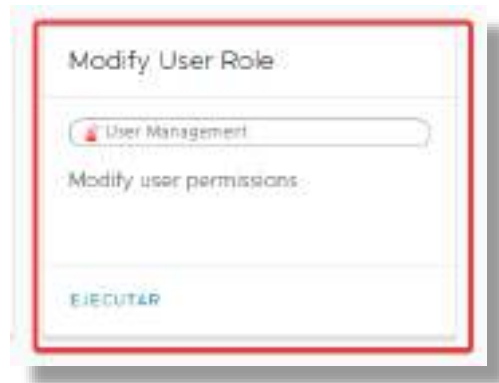 Modify User Role
User Management
Modify user permissions
EJECUTAR